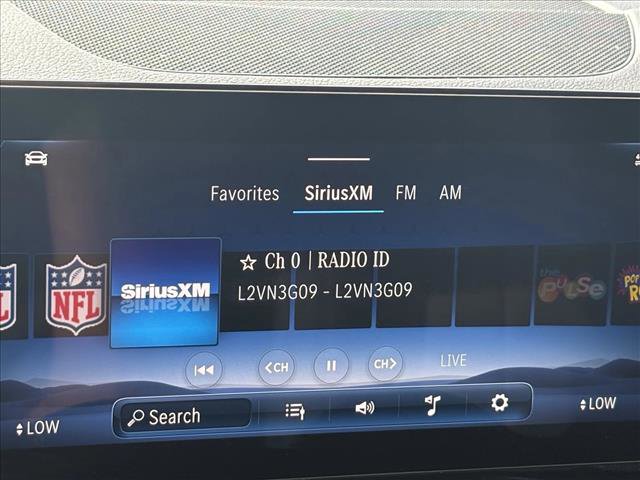 Favorites SiriusXM FM AM
☆ Ch 0 | RADIO ID
L2VN3G09 - L2VN3G09
NFL
SiriusXM
the PULSE
POP
<CH
CH>
LIVE
LOW
Search
LOW